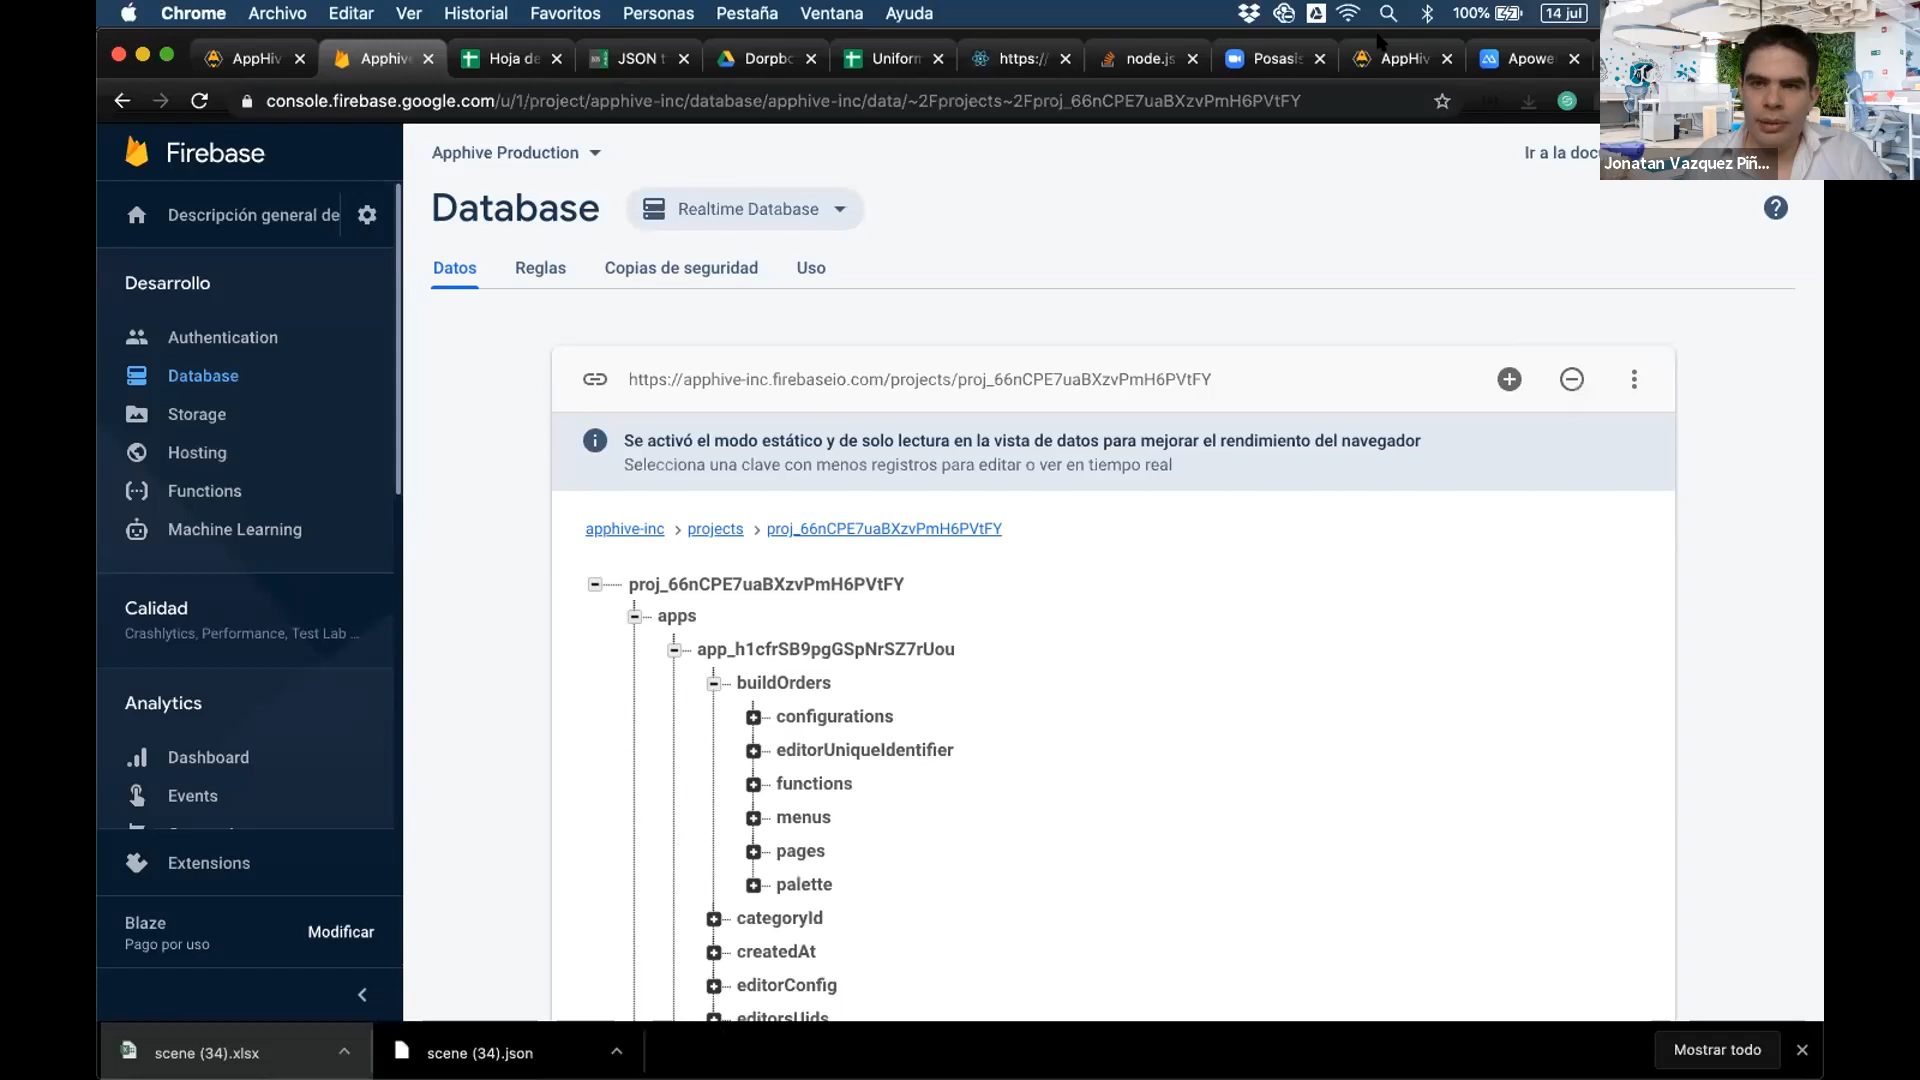 Chrome Archivo Editar Ver Historial Favoritos Personas Pestaña Ventana Ayuda 100% 14 jul
AppHiv Apphive Hoja de JSON t Dorpbo Uniforn https:/ node.js Posasis AppHiv Apowe
console.firebase.google.com/u/1/project/apphive-inc/database/apphive-inc/data/~2Fprojects~2Fproj_66nCPE7uaBXzvPmH6PVtFY
Jonatan Vazquez Piñ...
Firebase
Descripción general de
Desarrollo
Authentication
Database
Storage
Hosting
Functions
Machine Learning
Calidad
Crashlytics, Performance, Test Lab ...
Analytics
Dashboard
Events
Extensions
Blaze
Pago por uso
Modificar
Apphive Production
Ir a la doc
Database
Realtime Database
Datos Reglas Copias de seguridad Uso
https://apphive-inc.firebaseio.com/projects/proj_66nCPE7uaBXzvPmH6PVtFY
Se activó el modo estático y de solo lectura en la vista de datos para mejorar el rendimiento del navegador
Selecciona una clave con menos registros para editar o ver en tiempo real
apphive-inc > projects > proj_66nCPE7uaBXzvPmH6PVtFY
proj_66nCPE7uaBXzvPmH6PVtFY
apps
app_h1cfrSB9pgGSpNrSZ7rUou
buildOrders
configurations
editorUniqueIdentifier
functions
menus
pages
palette
categoryId
createdAt
editorConfig
editorsUids
scene (34).xlsx
scene (34).json
Mostrar todo